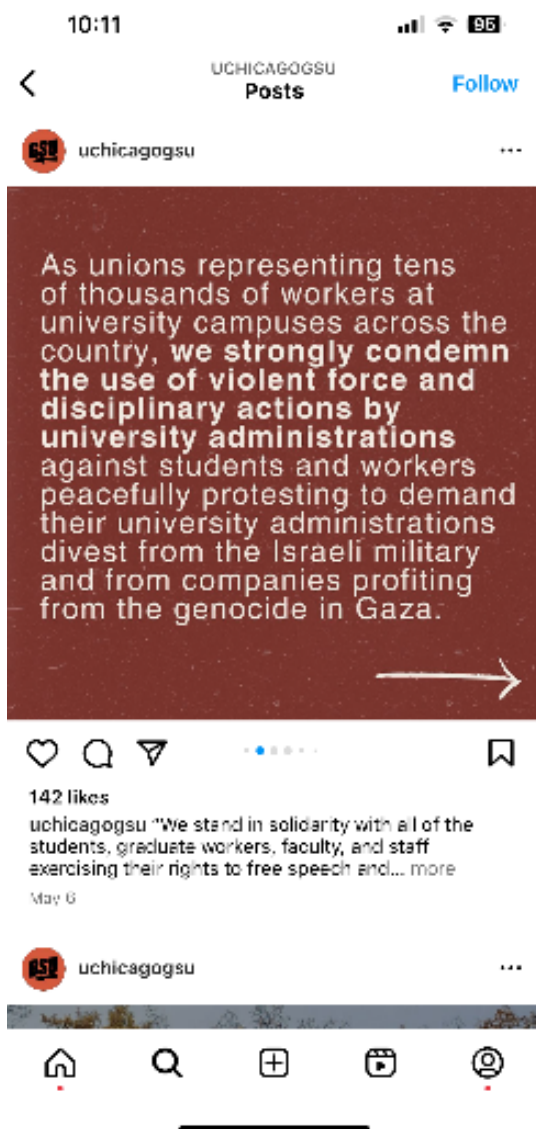 10:11
95
UCHICAGOGSU
Posts
Follow
GSU
uchicagogsu
As unions representing tens
of thousands of workers at
university campuses across the
country, we strongly condemn
the use of violent force and
disciplinary actions by
university administrations
against students and workers
peacefully protesting to demand
their university administrations
divest from the Israeli military
and from companies profiting
from the genocide in Gaza.
142 likes
uchicagogsu "We stand in solidarity with all of the
students, graduate workers, faculty, and staff
exercising their rights to free speech and... more
May 6
GSU
uchicagogsu